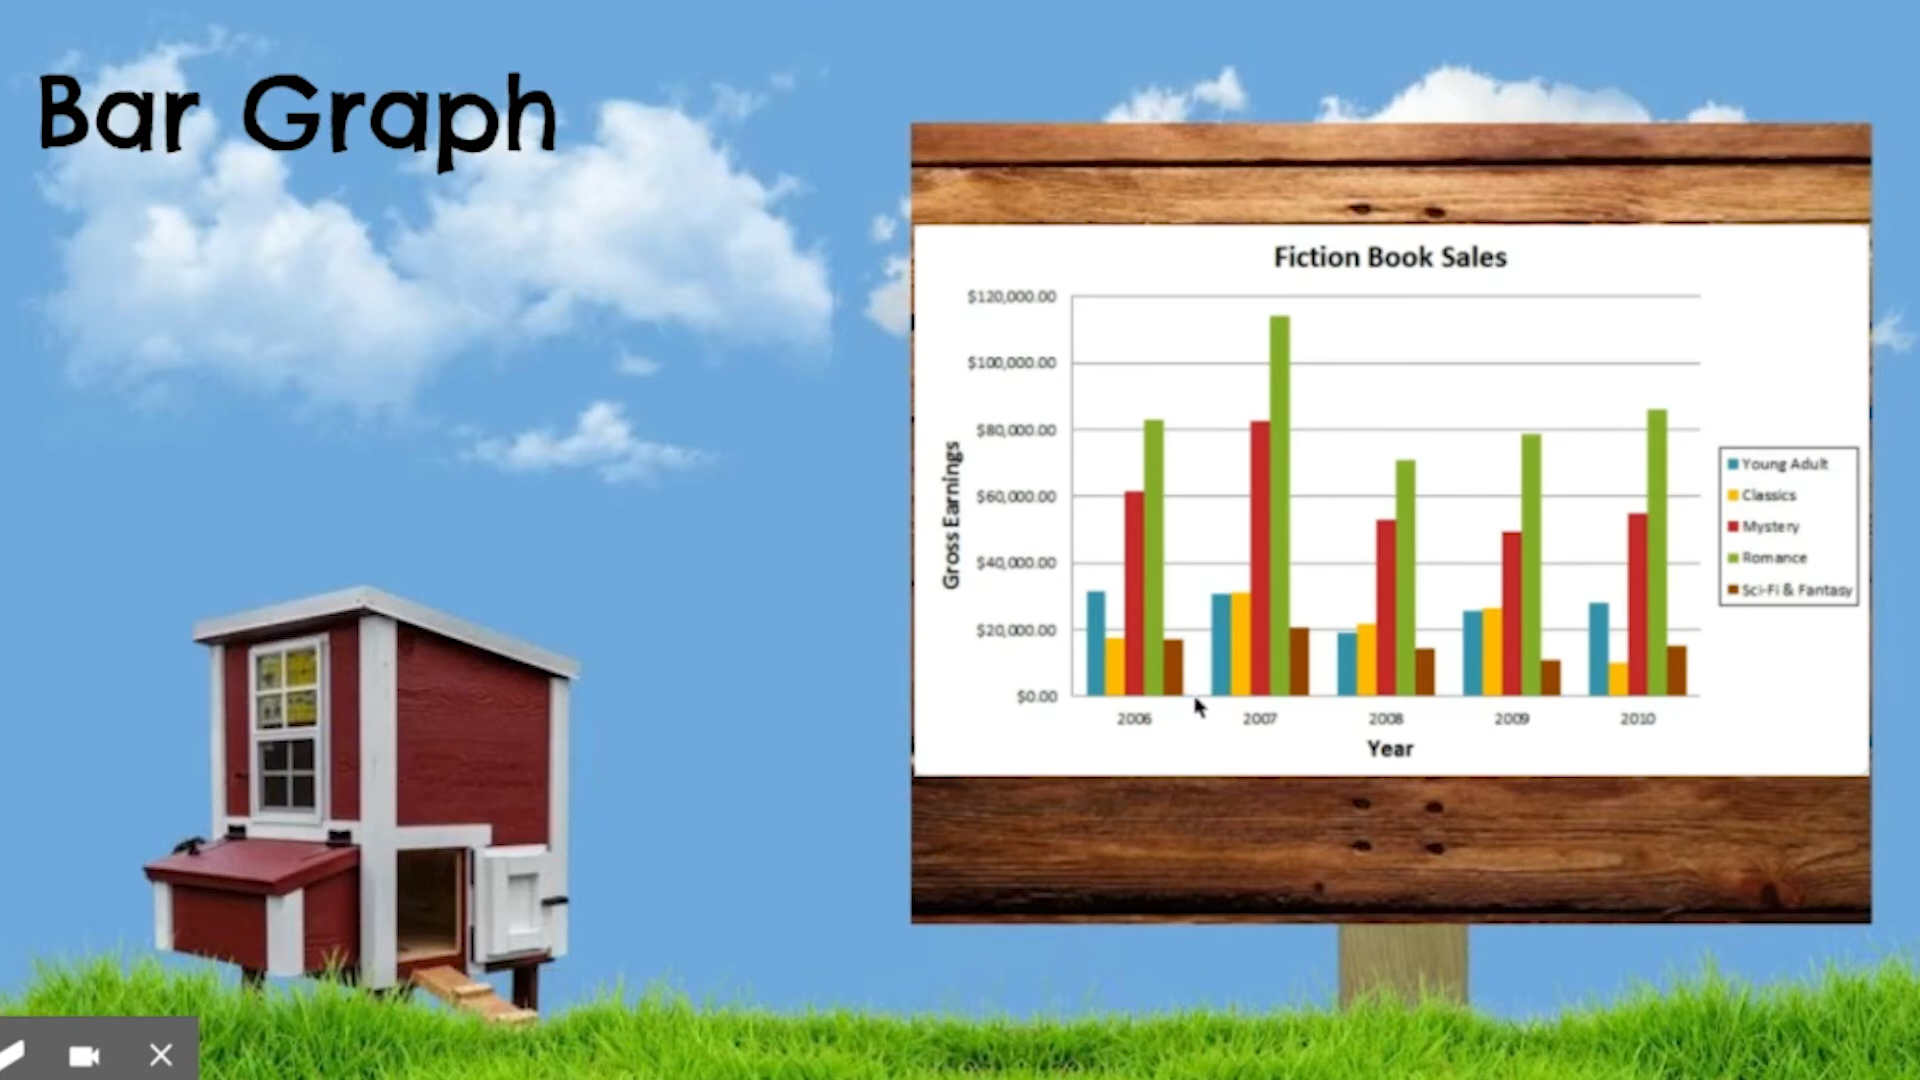 Bar Graph
Fiction Book Sales
$120,000.00
$100,000.00
$80,000.00
$60,000.00
$40,000.00
$20,000.00
$0.00
Gross Earnings
2006
2007
2008
2009
2010
Year
Young Adult
Classics
Mystery
Romance
Sci-Fi & Fantasy